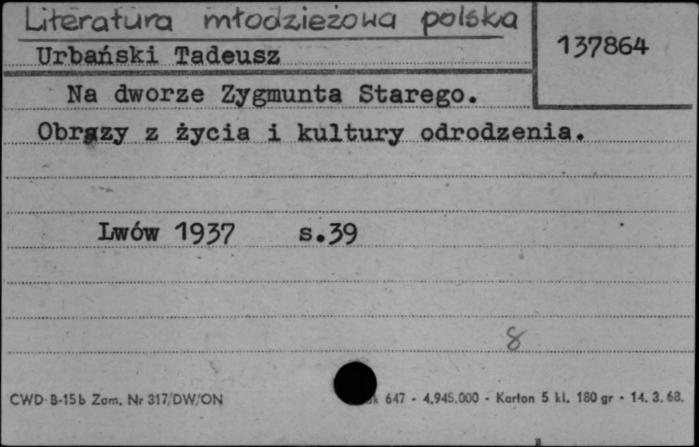 Literatura młodzieżowa polska
Urbański Tadeusz
137864
Na dworze Zygmunta Starego.
Obrazy z życia i kultury odrodzenia.
Lwów 1937 s.39
8
CWD B-15b Zam. Nr 317/DW/ON 647 - 4.945.000 - Karton 5 kl. 180 gr - 14. 3. 68.